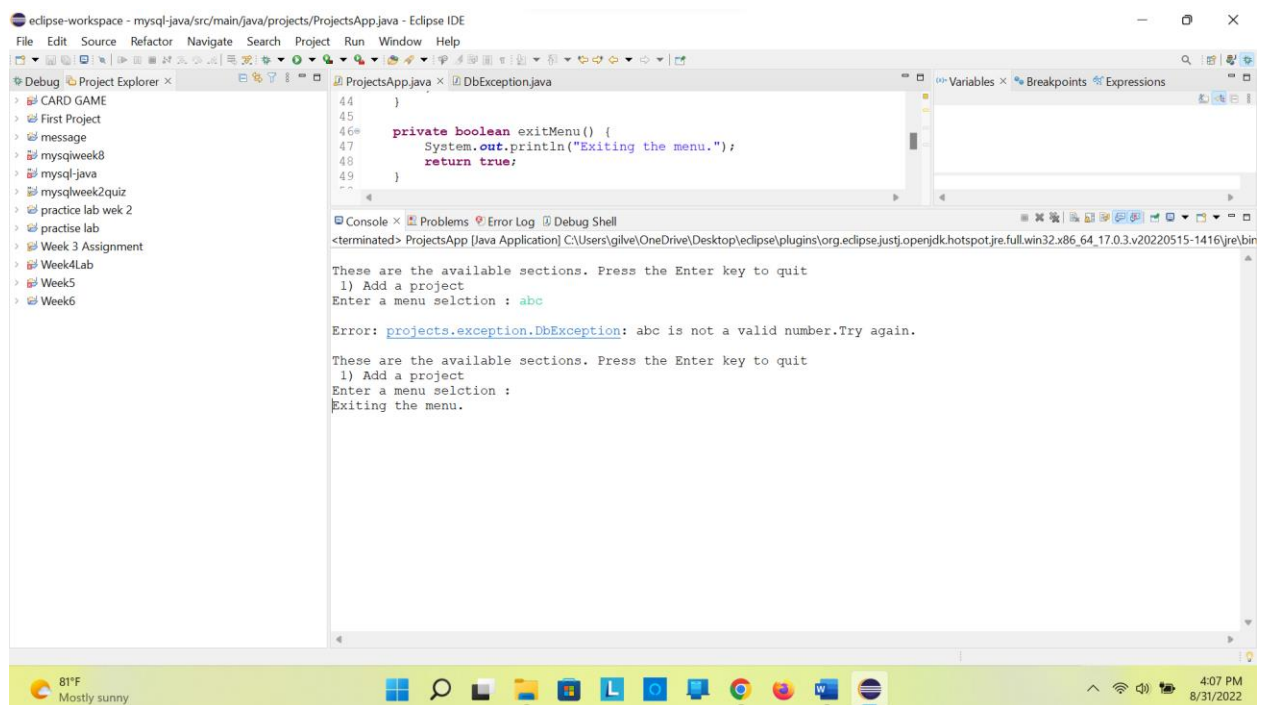 eclipse-workspace - mysql-java/src/main/java/projects/ProjectsApp.java - Eclipse IDE
File Edit Source Refactor Navigate Search Project Run Window Help
Debug Project Explorer ×
CARD GAME
First Project
message
mysqiweek8
mysql-java
mysqlweek2quiz
practice lab wek 2
practise lab
Week 3 Assignment
Week4Lab
Week5
Week6
ProjectsApp.java × DbException.java
44 }
45
46 private boolean exitMenu() {
47 System.out.println("Exiting the menu.");
48 return true;
49 }
Variables × Breakpoints Expressions
Console × Problems Error Log Debug Shell
<terminated> ProjectsApp [Java Application] C:\Users\gilve\OneDrive\Desktop\eclipse\plugins\org.eclipse.justj.openjdk.hotspot.jre.full.win32.x86_64_17.0.3.v20220515-1416\jre\bin
These are the available sections. Press the Enter key to quit
1) Add a project
Enter a menu selction : abc
Error: projects.exception.DbException: abc is not a valid number.Try again.
These are the available sections. Press the Enter key to quit
1) Add a project
Enter a menu selction :
Exiting the menu.
81°F
Mostly sunny
4:07 PM
8/31/2022